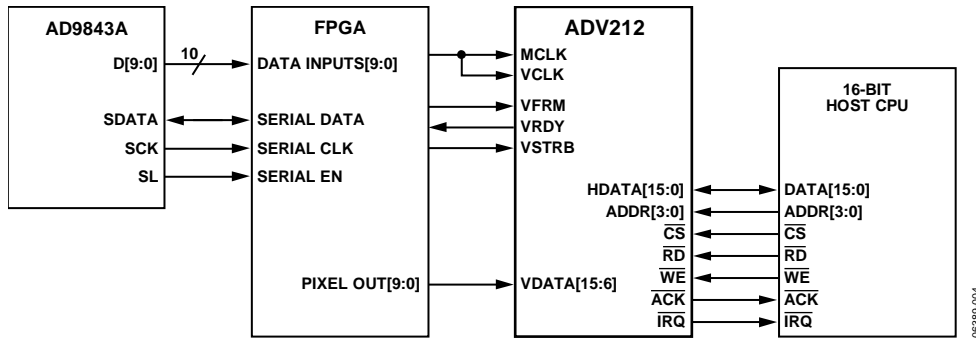 AD9843A
D[9:0]
10
SDATA
SCK
SL
FPGA
DATA INPUTS[9:0]
SERIAL DATA
SERIAL CLK
SERIAL EN
PIXEL OUT[9:0]
ADV212
MCLK
VCLK
VFRM
VRDY
VSTRB
HDATA[15:0]
ADDR[3:0]
CS
RD
WE
VDATA[15:6]
ACK
IRQ
16-BIT
HOST CPU
DATA[15:0]
ADDR[3:0]
CS
RD
WE
ACK
IRQ
06389-004